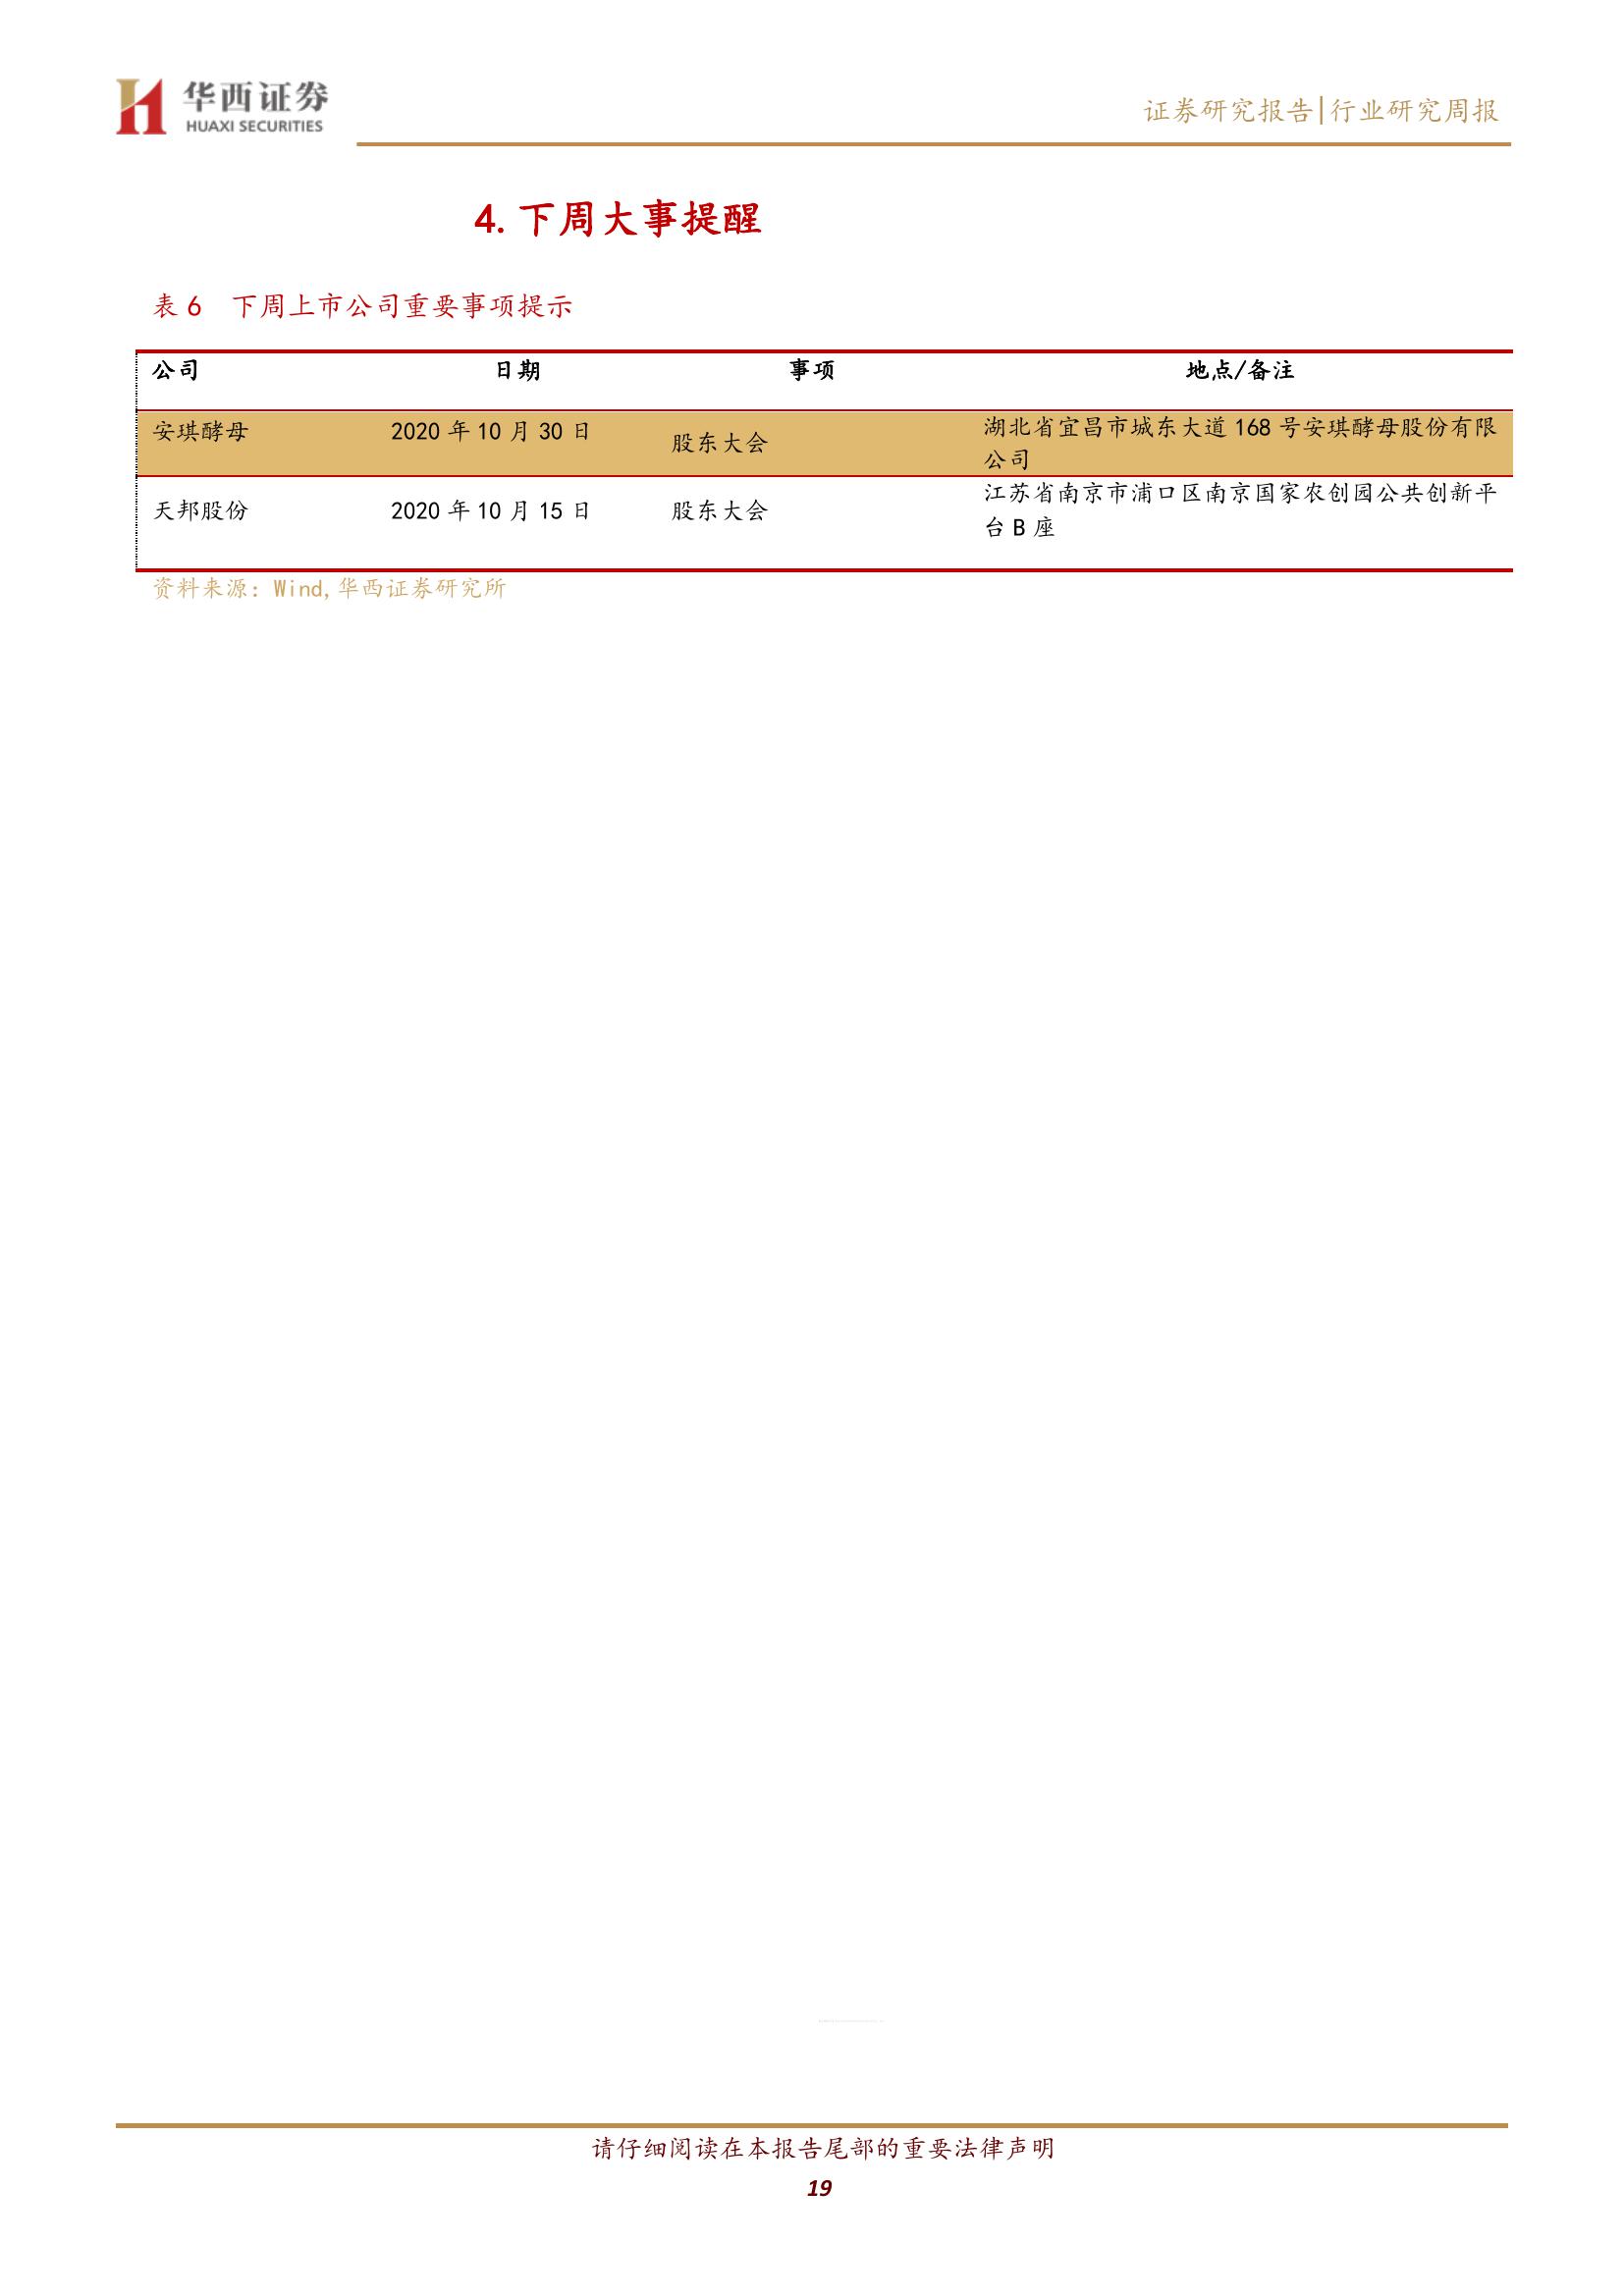 华西证券
HUAXI SECURITIES
证券研究报告|行业研究周报
4.下周大事提醒
表 6 下周上市公司重要事项提示
公司 日期 事项 地点/备注
安琪酵母 2020 年 10 月 30 日 股东大会 湖北省宜昌市城东大道 168 号安琪酵母股份有限
公司
天邦股份 2020 年 10 月 15 日 股东大会 江苏省南京市浦口区南京国家农创园公共创新平
台 B 座
资料来源：Wind,华西证券研究所
请仔细阅读在本报告尾部的重要法律声明
19